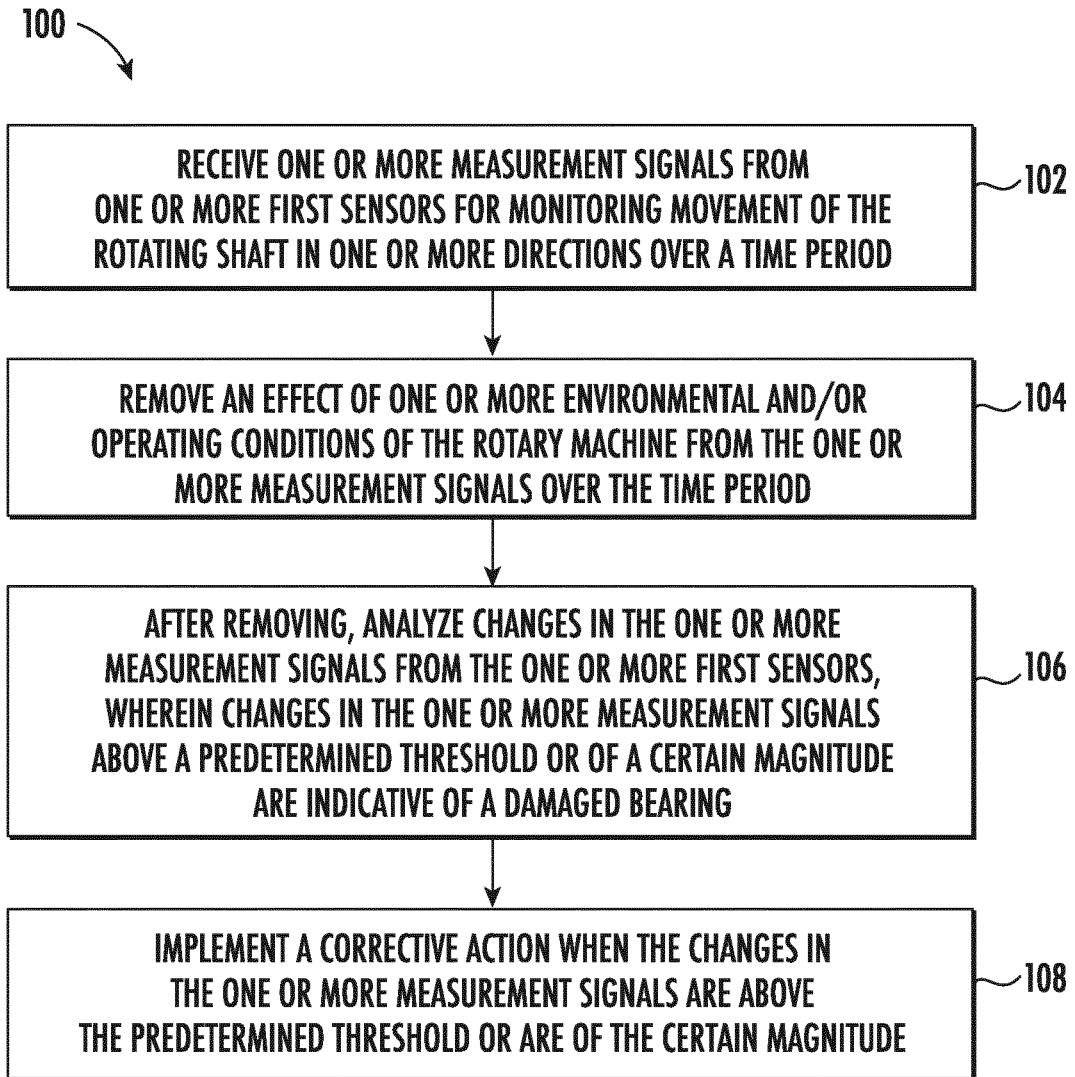 100
RECEIVE ONE OR MORE MEASUREMENT SIGNALS FROM
ONE OR MORE FIRST SENSORS FOR MONITORING MOVEMENT OF THE
ROTATING SHAFT IN ONE OR MORE DIRECTIONS OVER A TIME PERIOD
102
REMOVE AN EFFECT OF ONE OR MORE ENVIRONMENTAL AND/OR
OPERATING CONDITIONS OF THE ROTARY MACHINE FROM THE ONE OR
MORE MEASUREMENT SIGNALS OVER THE TIME PERIOD
104
AFTER REMOVING, ANALYZE CHANGES IN THE ONE OR MORE
MEASUREMENT SIGNALS FROM THE ONE OR MORE FIRST SENSORS,
WHEREIN CHANGES IN THE ONE OR MORE MEASUREMENT SIGNALS
ABOVE A PREDETERMINED THRESHOLD OR OF A CERTAIN MAGNITUDE
ARE INDICATIVE OF A DAMAGED BEARING
106
IMPLEMENT A CORRECTIVE ACTION WHEN THE CHANGES IN
THE ONE OR MORE MEASUREMENT SIGNALS ARE ABOVE
THE PREDETERMINED THRESHOLD OR ARE OF THE CERTAIN MAGNITUDE
108